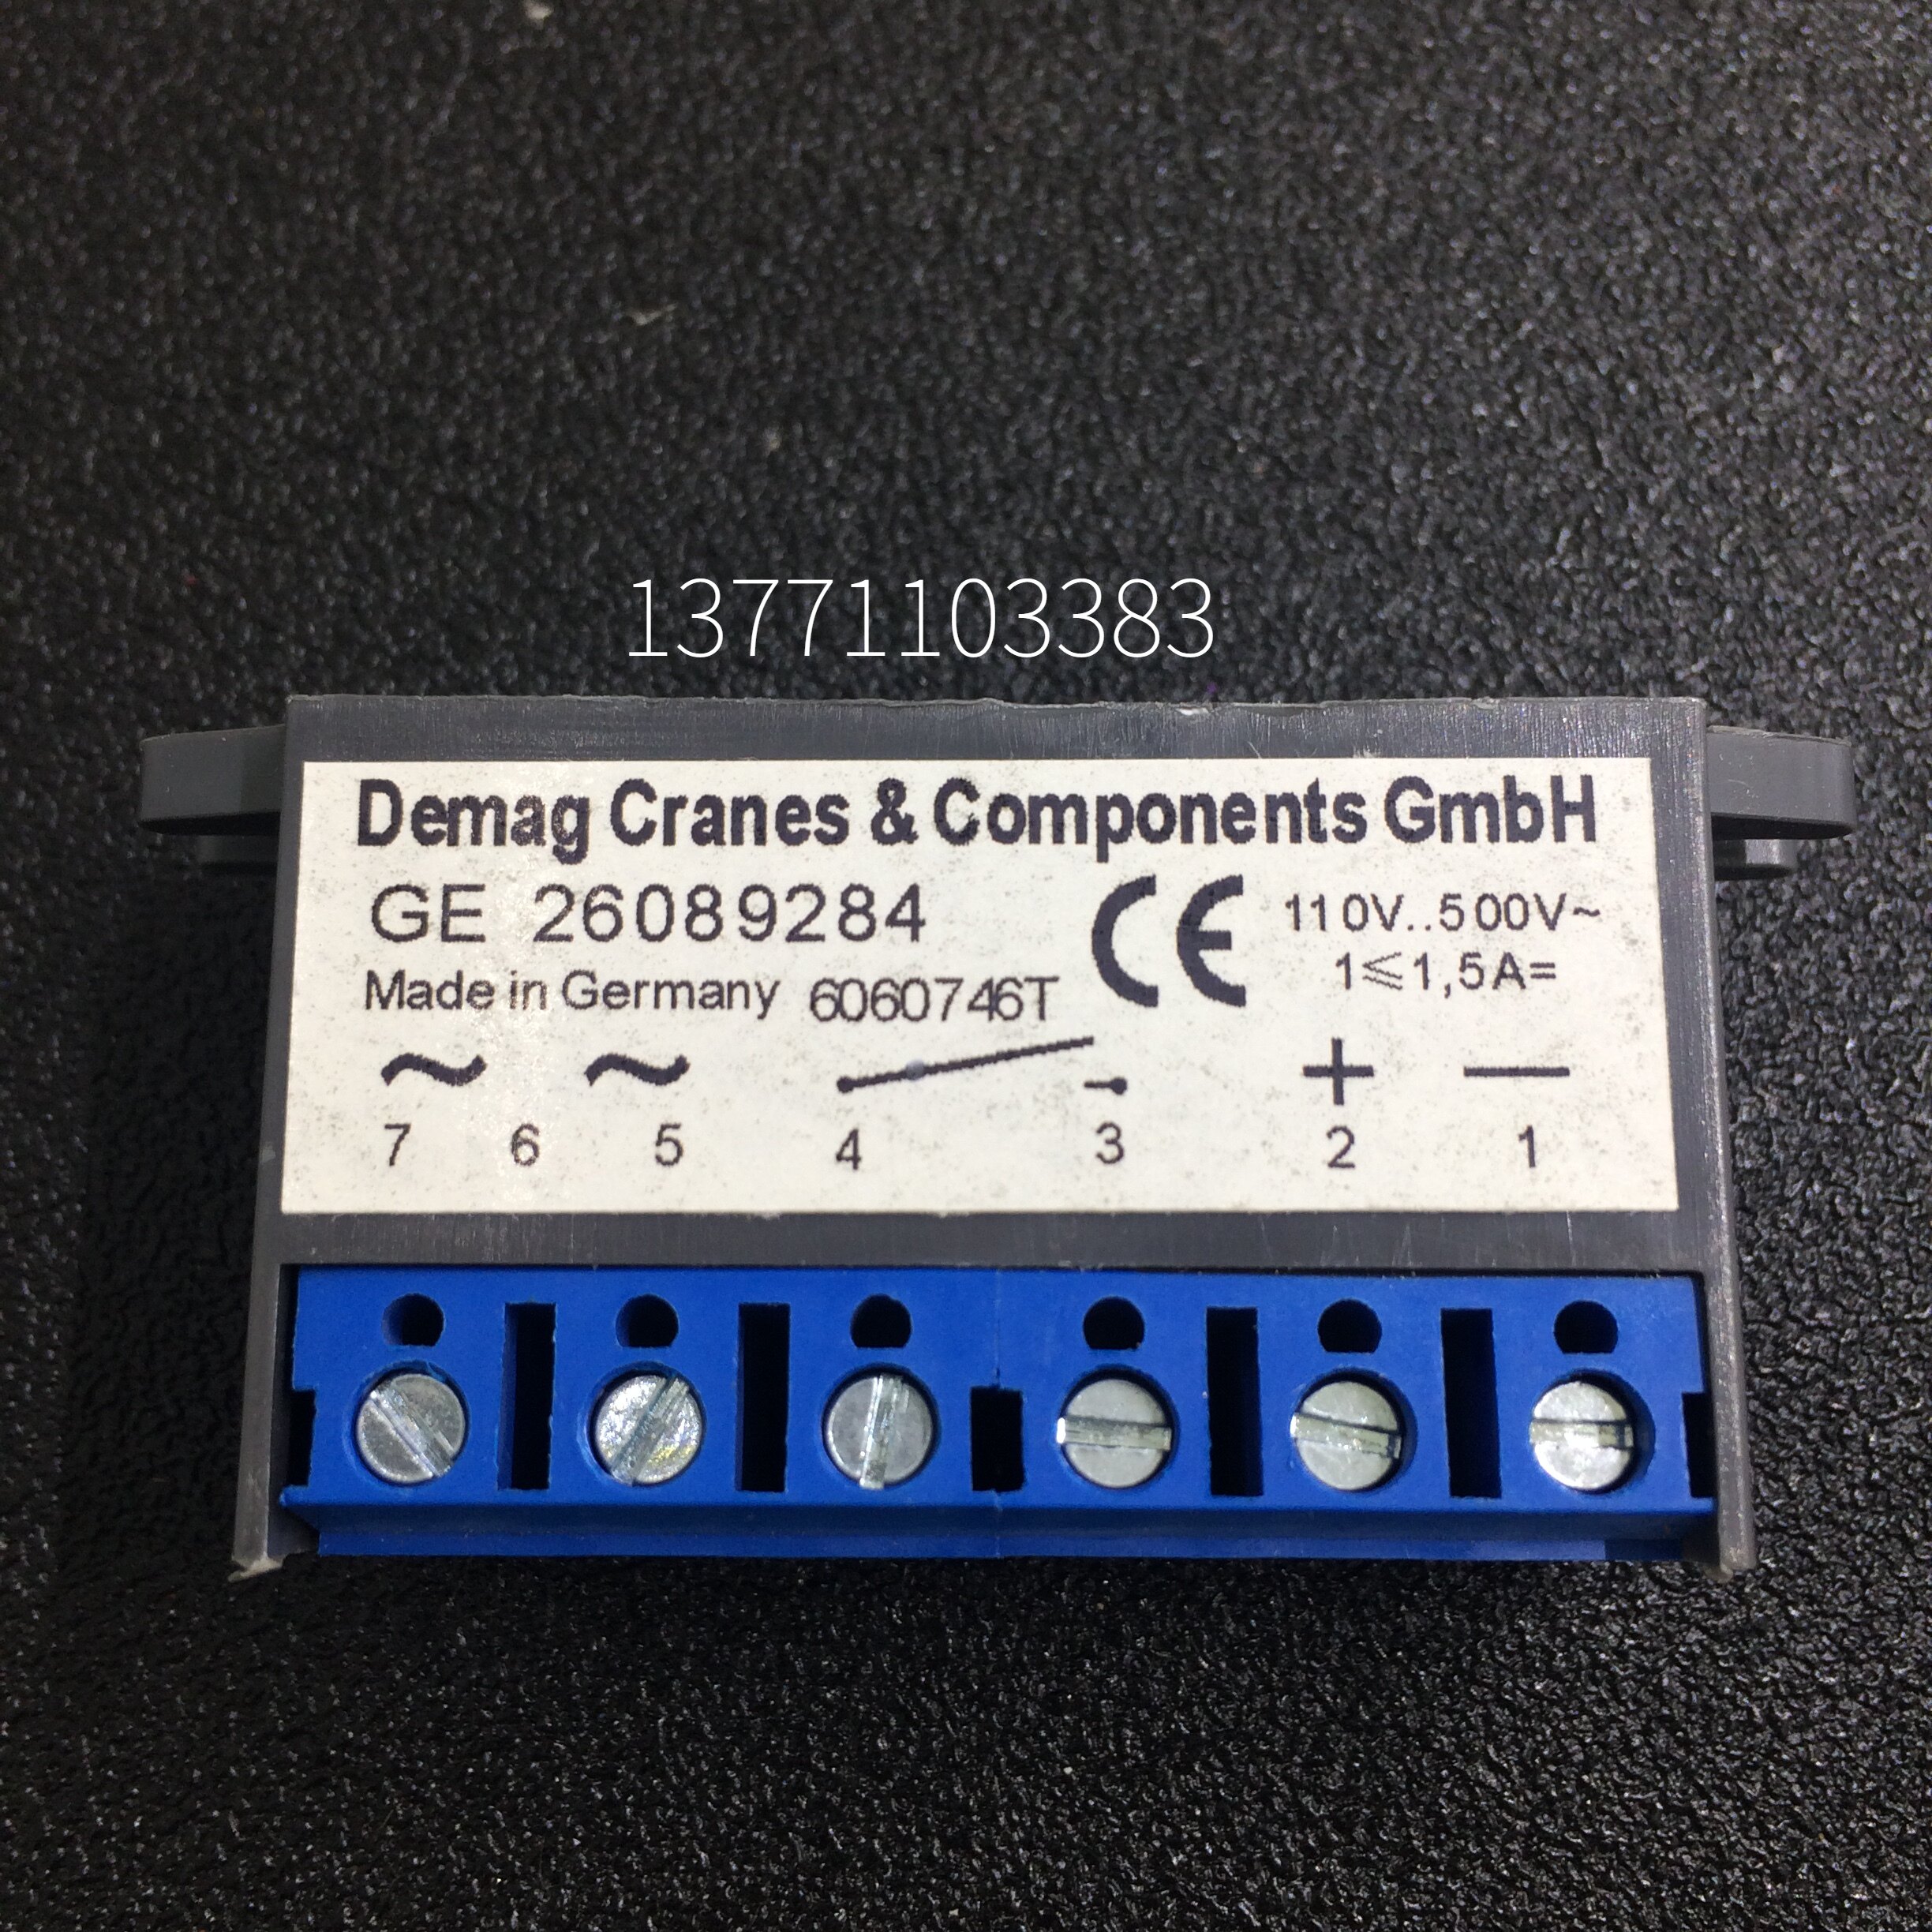 13771103383
Demag Cranes & Components GmbH
GE 26089284
CE
110V..500V~
1≤1,5A=
Made in Germany 6060746T
~ ~ + —
7 6 5 4 3 2 1